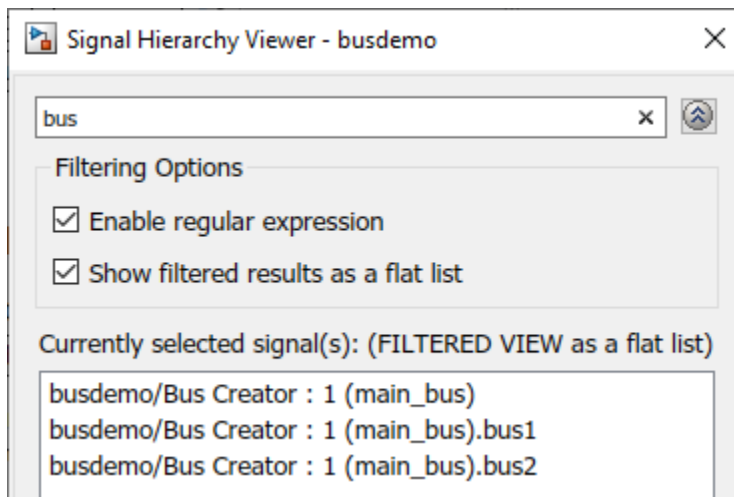 Signal Hierarchy Viewer - busdemo
bus
Filtering Options
Enable regular expression
Show filtered results as a flat list
Currently selected signal(s): (FILTERED VIEW as a flat list)
busdemo/Bus Creator : 1 (main_bus)
busdemo/Bus Creator : 1 (main_bus).bus1
busdemo/Bus Creator : 1 (main_bus).bus2